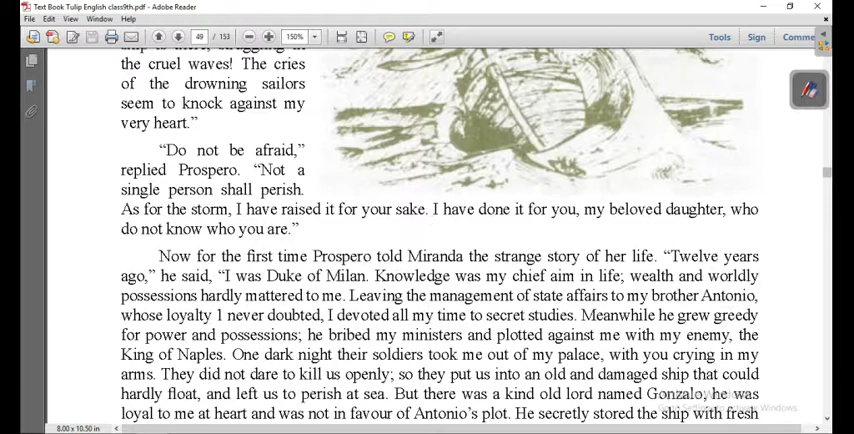 Text Book Tulip English class9th.pdf - Adobe Reader
File Edit View Window Help
49 / 153 150% Tools Sign Comme
the cruel waves! The cries
of the drowning sailors
seem to knock against my
very heart.”
“Do not be afraid,”
replied Prospero. “Not a
single person shall perish.
As for the storm, I have raised it for your sake. I have done it for you, my beloved daughter, who
do not know who you are.”
Now for the first time Prospero told Miranda the strange story of her life. “Twelve years
ago,” he said, “I was Duke of Milan. Knowledge was my chief aim in life; wealth and worldly
possessions hardly mattered to me. Leaving the management of state affairs to my brother Antonio,
whose loyalty 1 never doubted, I devoted all my time to secret studies. Meanwhile he grew greedy
for power and possessions; he bribed my ministers and plotted against me with my enemy, the
King of Naples. One dark night their soldiers took me out of my palace, with you crying in my
arms. They did not dare to kill us openly; so they put us into an old and damaged ship that could
hardly float, and left us to perish at sea. But there was a kind old lord named Gonzalo; he was
loyal to me at heart and was not in favour of Antonio’s plot. He secretly stored the ship with fresh
8.00 x 10.50 in